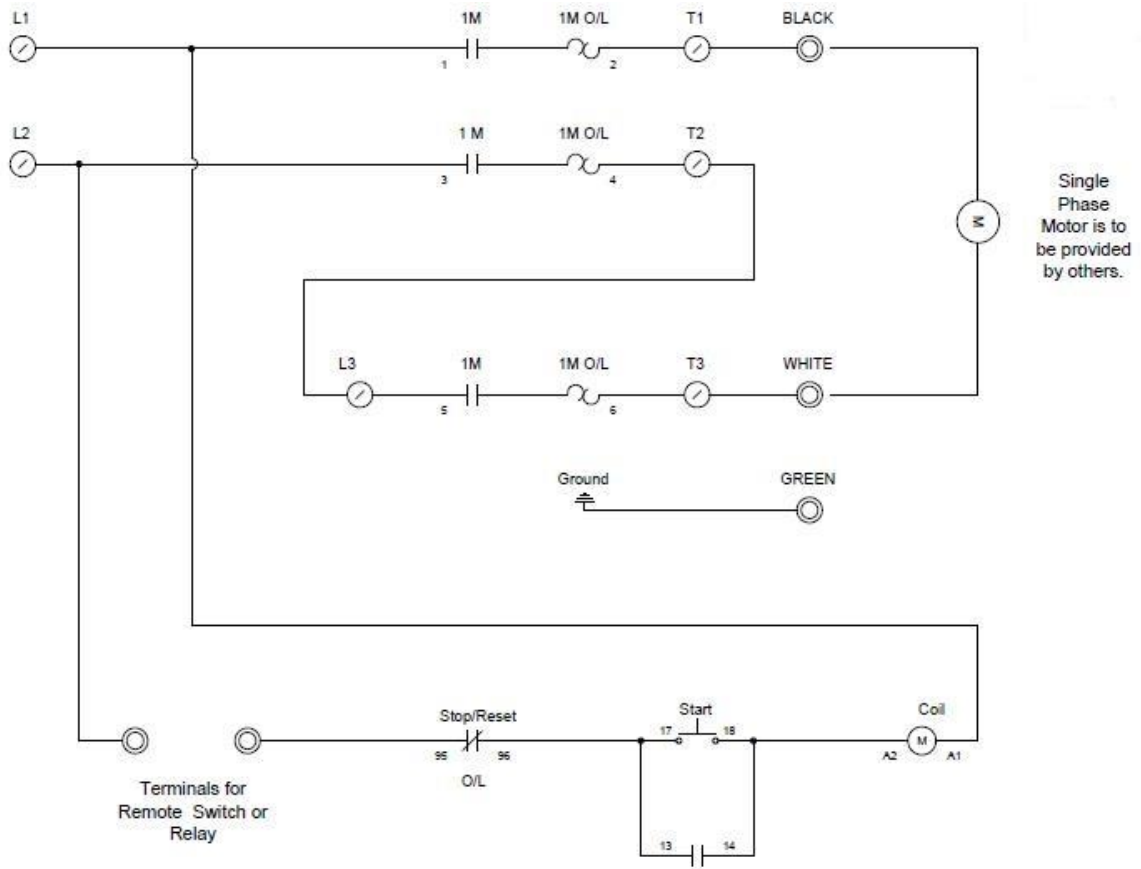 L1
1M
1M O/L
T1
BLACK
1
2
L2
1 M
1M O/L
T2
3
4
M
Single
Phase
Motor is to
be provided
by others.
L3
1M
1M O/L
T3
WHITE
5
6
Ground
GREEN
Stop/Reset
95
96
O/L
Start
17
18
Coil
M
A2
A1
Terminals for
Remote Switch or
Relay
13
14